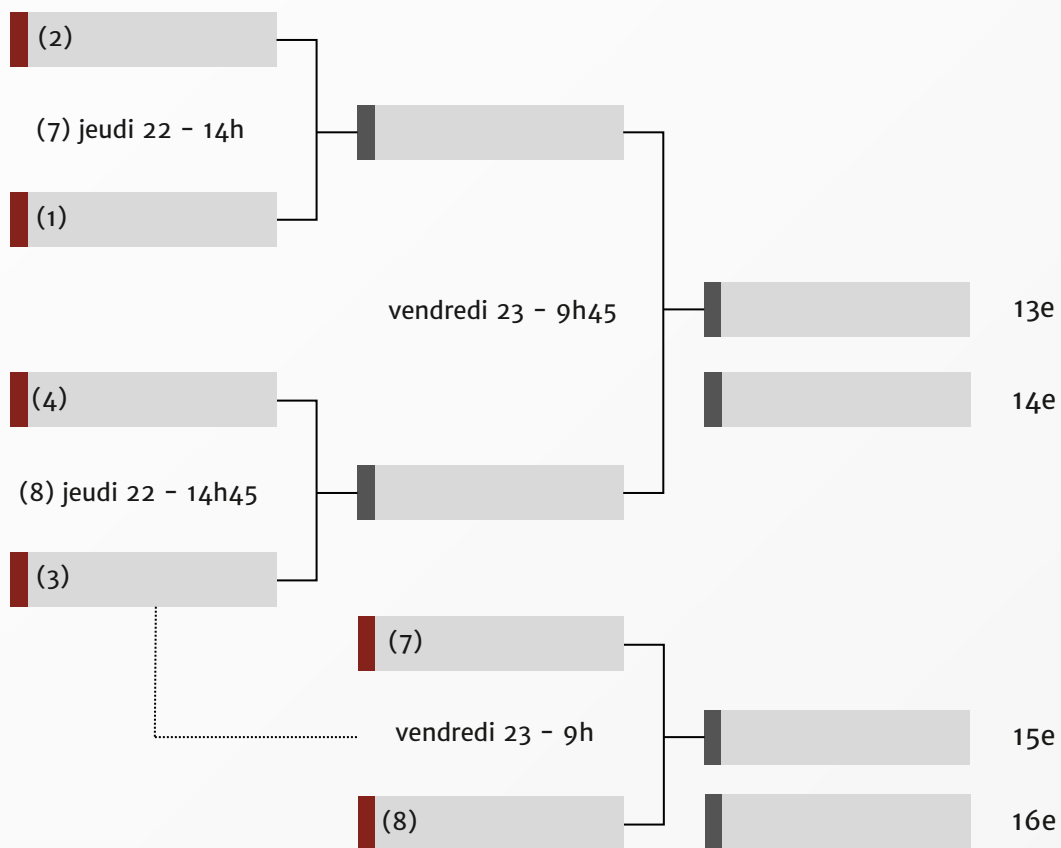 (2)
(7) jeudi 22 - 14h
(1)
vendredi 23 - 9h45
13e
(4)
14e
(8) jeudi 22 - 14h45
(3)
(7)
vendredi 23 - 9h
15e
(8)
16e